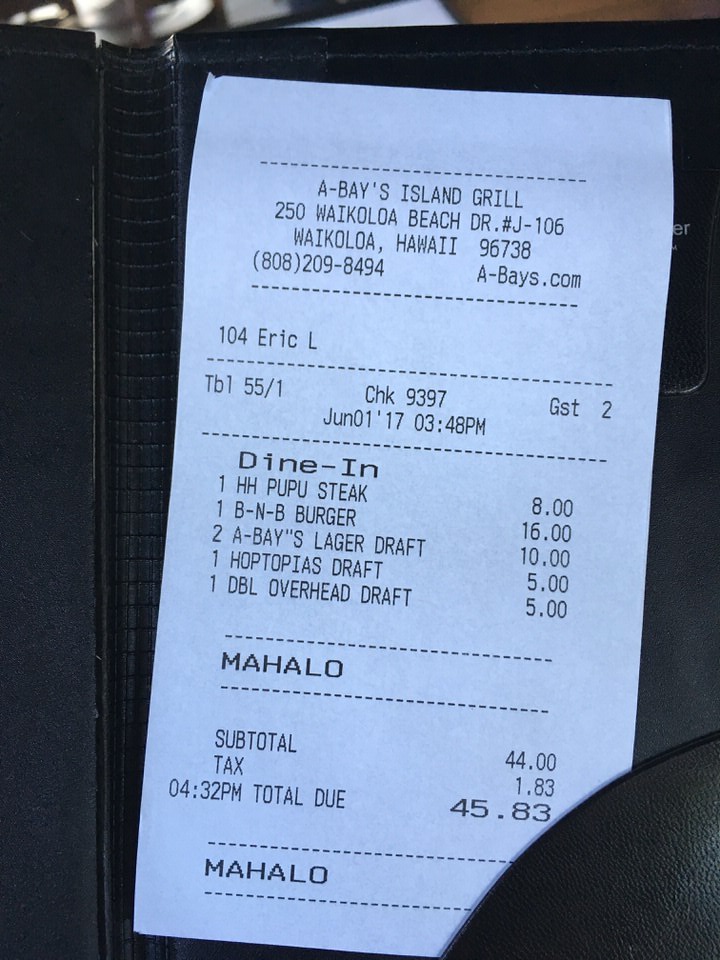 A-BAY'S ISLAND GRILL
250 WAIKOLOA BEACH DR.#J-106
WAIKOLOA, HAWAII 96738
(808)209-8494 A-Bays.com
104 Eric L
Tbl 55/1 Chk 9397 Gst 2
Jun01'17 03:48PM
Dine-In
1 HH PUPU STEAK 8.00
1 B-N-B BURGER 16.00
2 A-BAY"S LAGER DRAFT 10.00
1 HOPTOPIAS DRAFT 5.00
1 DBL OVERHEAD DRAFT 5.00
MAHALO
SUBTOTAL 44.00
TAX 1.83
04:32PM TOTAL DUE 45.83
MAHALO